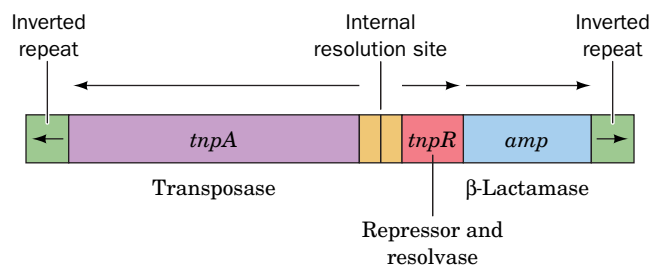 Inverted
repeat
Internal
resolution site
Inverted
repeat
tnpA
tnpR
amp
Transposase
β-Lactamase
Repressor and
resolvase